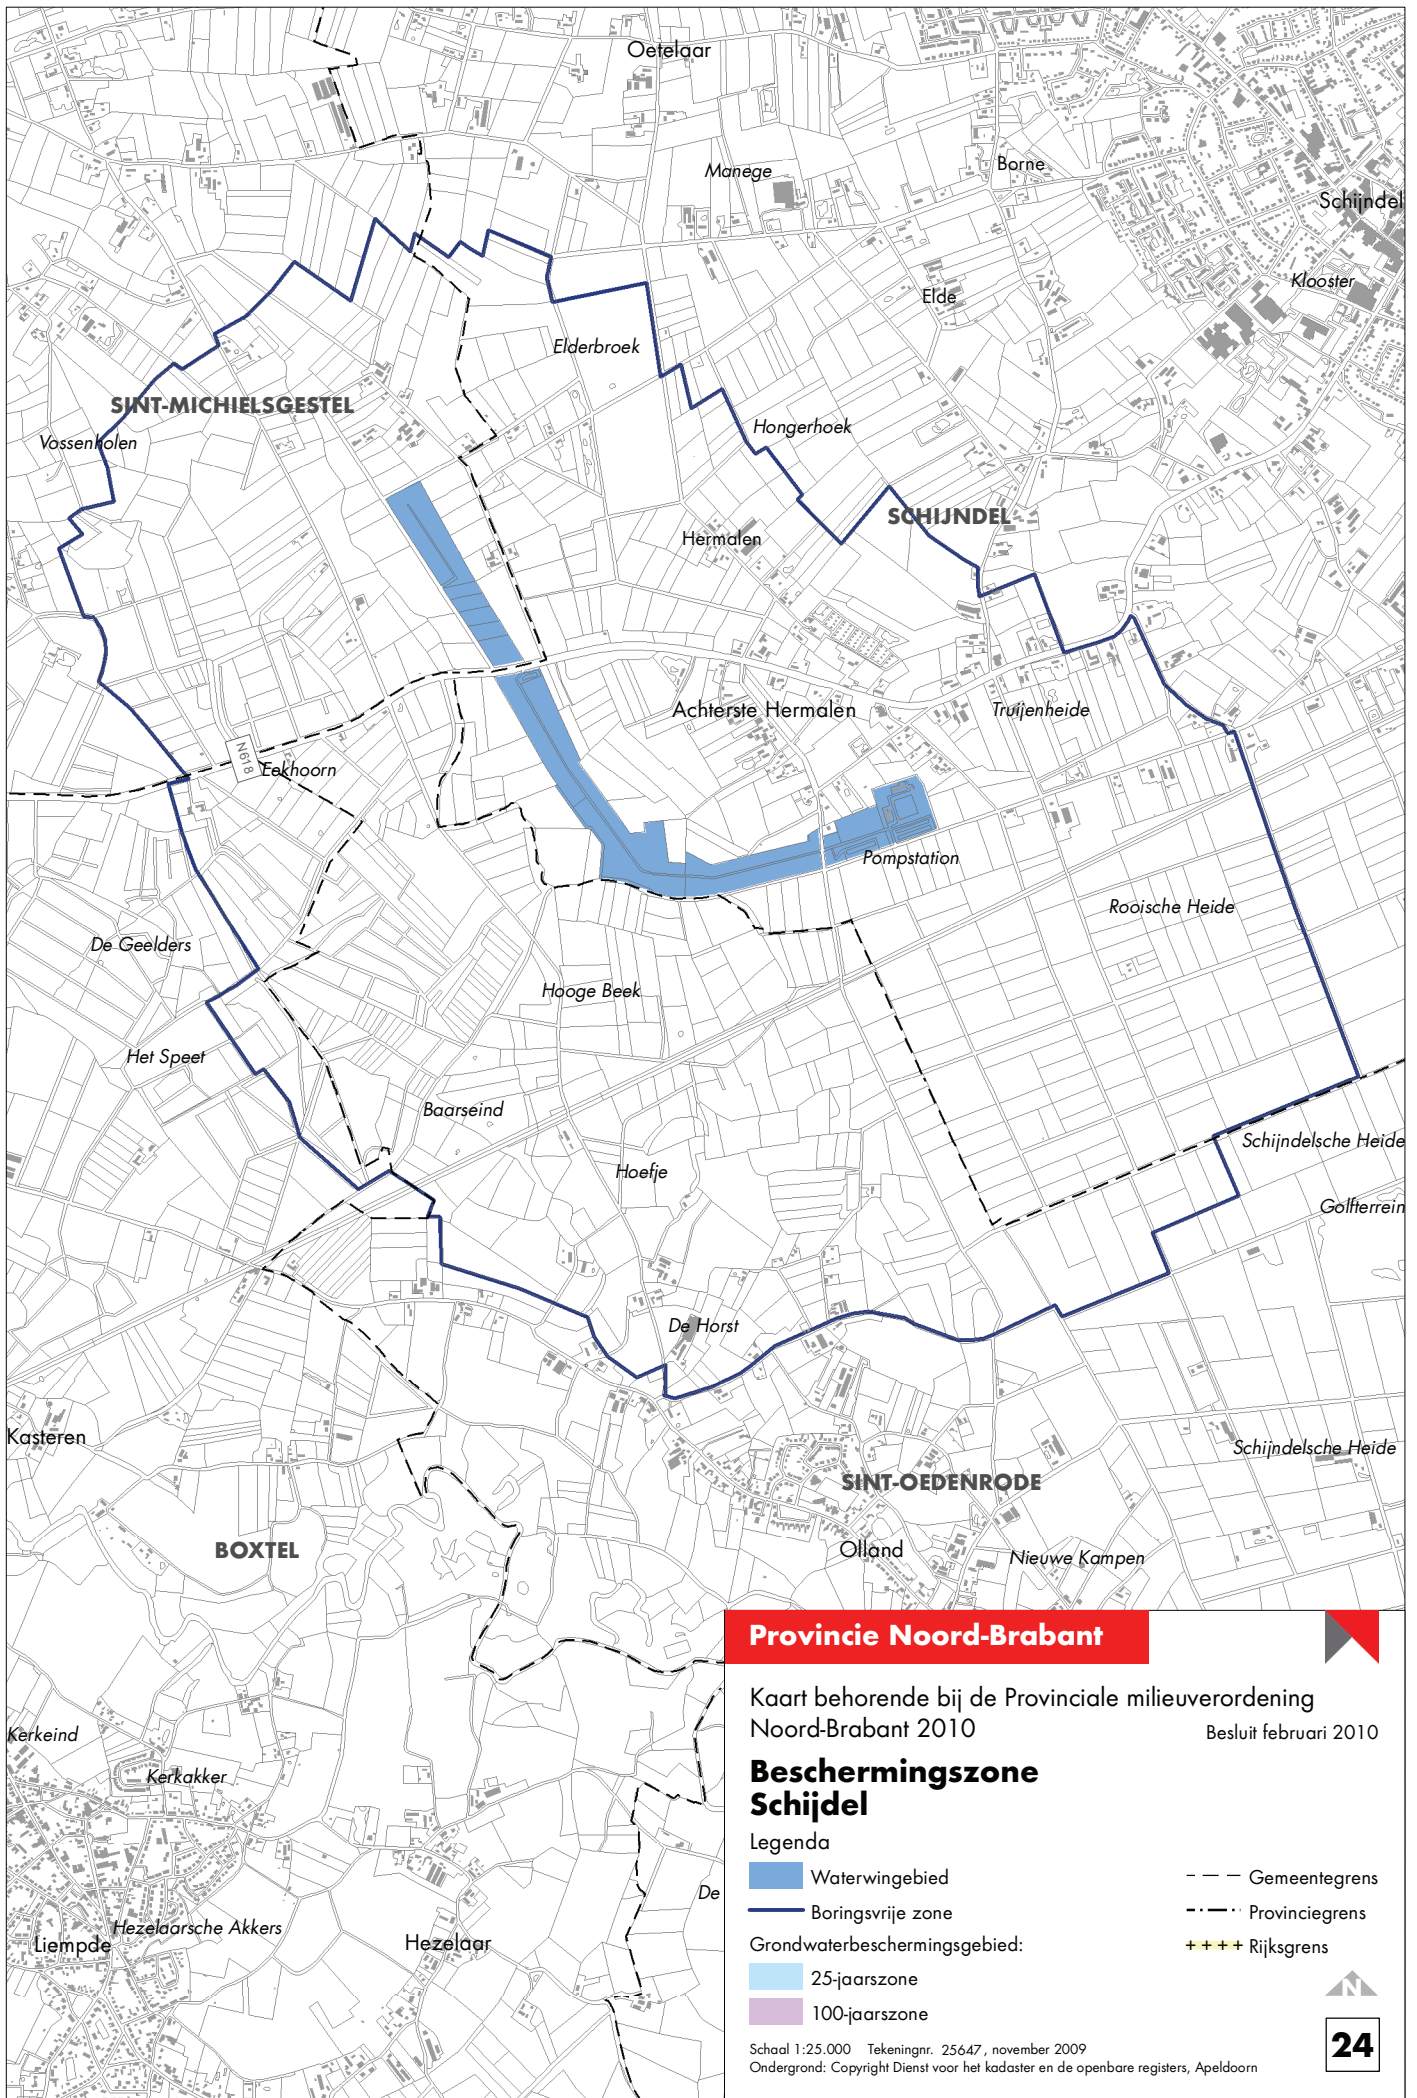 Oetelaar
Manege
Borne
Schijndel
Klooster
Elde
Elderbroek
SINT-MICHIELSGESTEL
Vossenholen
Hongerhoek
SCHIJNDEL
Hermalen
Achterste Hermalen
Truijenheide
N618
Eekhoorn
Pompstation
Rooische Heide
De Geelders
Hooge Beek
Het Speet
Baarseind
Schijndelsche Heide
Hoefje
Golfterrein
De Horst
Kasteren
Schijndelsche Heide
SINT-OEDENRODE
BOXTEL
Olland
Nieuwe Kampen
Kerkeind
Kerkakker
De
Hezelaarsche Akkers
Liempde
Hezelaar
Provincie Noord-Brabant
Kaart behorende bij de Provinciale milieuverordening
Noord-Brabant 2010
Besluit februari 2010
Beschermingszone
Schijdel
Legenda
Waterwingebied
Gemeentegrens
Boringsvrije zone
Provinciegrens
Grondwaterbeschermingsgebied:
Rijksgrens
25-jaarszone
100-jaarszone
N
24
Schaal 1:25.000 Tekeningnr. 25647, november 2009
Ondergrond: Copyright Dienst voor het kadaster en de openbare registers, Apeldoorn